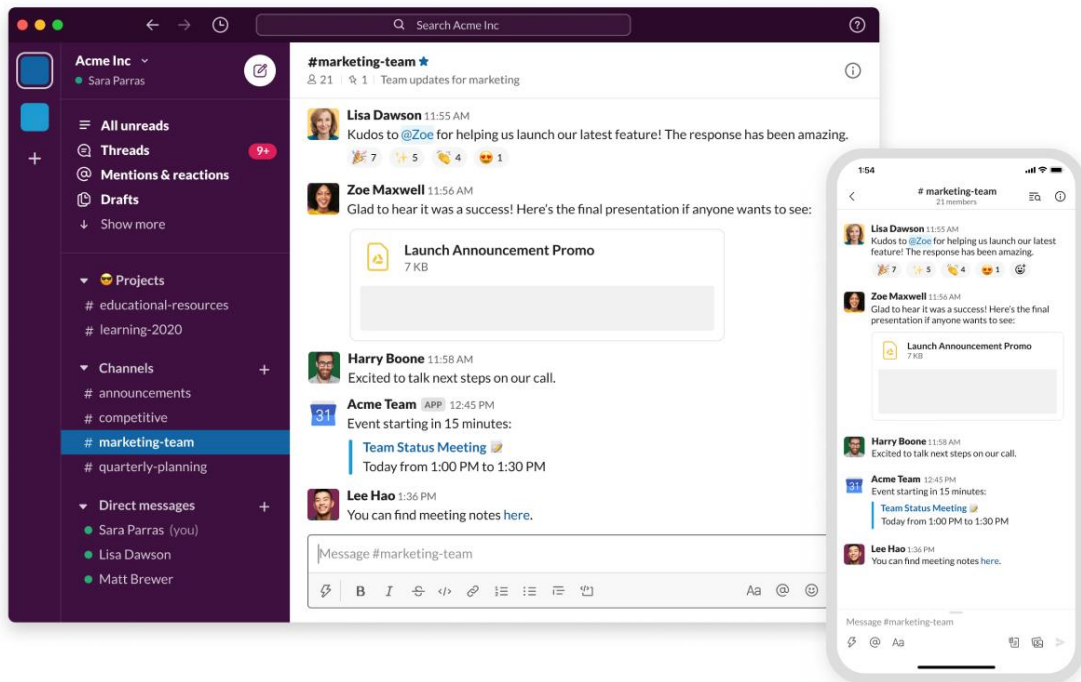 Search Acme Inc
Acme Inc
Sara Parras
All unreads
Threads 9+
Mentions & reactions
Drafts
Show more
Projects
# educational-resources
# learning-2020
Channels
# announcements
# competitive
# marketing-team
# quarterly-planning
Direct messages
Sara Parras (you)
Lisa Dawson
Matt Brewer
#marketing-team
21 1 Team updates for marketing
Lisa Dawson 11:55 AM
Kudos to @Zoe for helping us launch our latest feature! The response has been amazing.
7 5 4 1
Zoe Maxwell 11:56 AM
Glad to hear it was a success! Here's the final presentation if anyone wants to see:
Launch Announcement Promo
7 KB
Harry Boone 11:58 AM
Excited to talk next steps on our call.
31 Acme Team APP 12:45 PM
Event starting in 15 minutes:
Team Status Meeting
Today from 1:00 PM to 1:30 PM
Lee Hao 1:36 PM
You can find meeting notes here.
Message #marketing-team
B I S Aa @
1:54
# marketing-team
21 members
Lisa Dawson 11:55 AM
Kudos to @Zoe for helping us launch our latest
feature! The response has been amazing.
7 5 4 1
Zoe Maxwell 11:56 AM
Glad to hear it was a success! Here's the final
presentation if anyone wants to see:
Launch Announcement Promo
7 KB
Harry Boone 11:58 AM
Excited to talk next steps on our call.
31 Acme Team 12:45 PM
Event starting in 15 minutes:
Team Status Meeting
Today from 1:00 PM to 1:30 PM
Lee Hao 1:36 PM
You can find meeting notes here.
Message #marketing-team
@ Aa